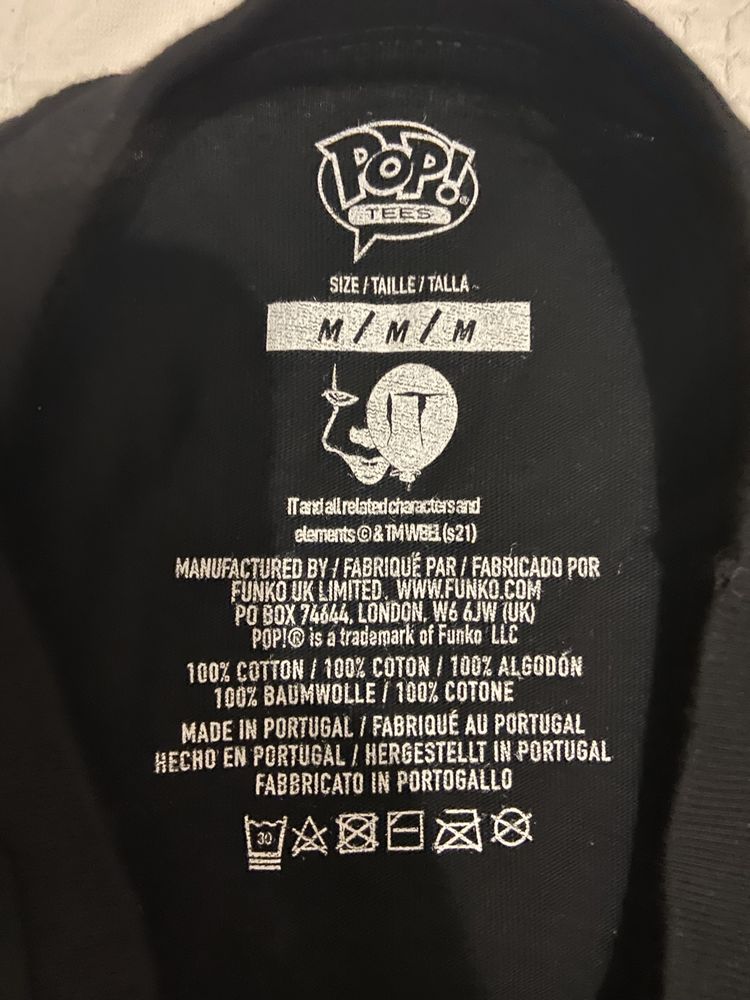 POP!®
TEES
SIZE / TAILLE / TALLA
M / M / M
IT
IT and all related characters and
elements © & TM WBEI. (s21)
MANUFACTURED BY / FABRIQUÉ PAR / FABRICADO POR
FUNKO UK LIMITED. WWW.FUNKO.COM
PO BOX 74644, LONDON, W6 6JW (UK)
POP!® is a trademark of Funko LLC
100% COTTON / 100% COTON / 100% ALGODÓN
100% BAUMWOLLE / 100% COTONE
MADE IN PORTUGAL / FABRIQUÉ AU PORTUGAL
HECHO EN PORTUGAL / HERGESTELLT IN PORTUGAL
FABBRICATO IN PORTOGALLO
30